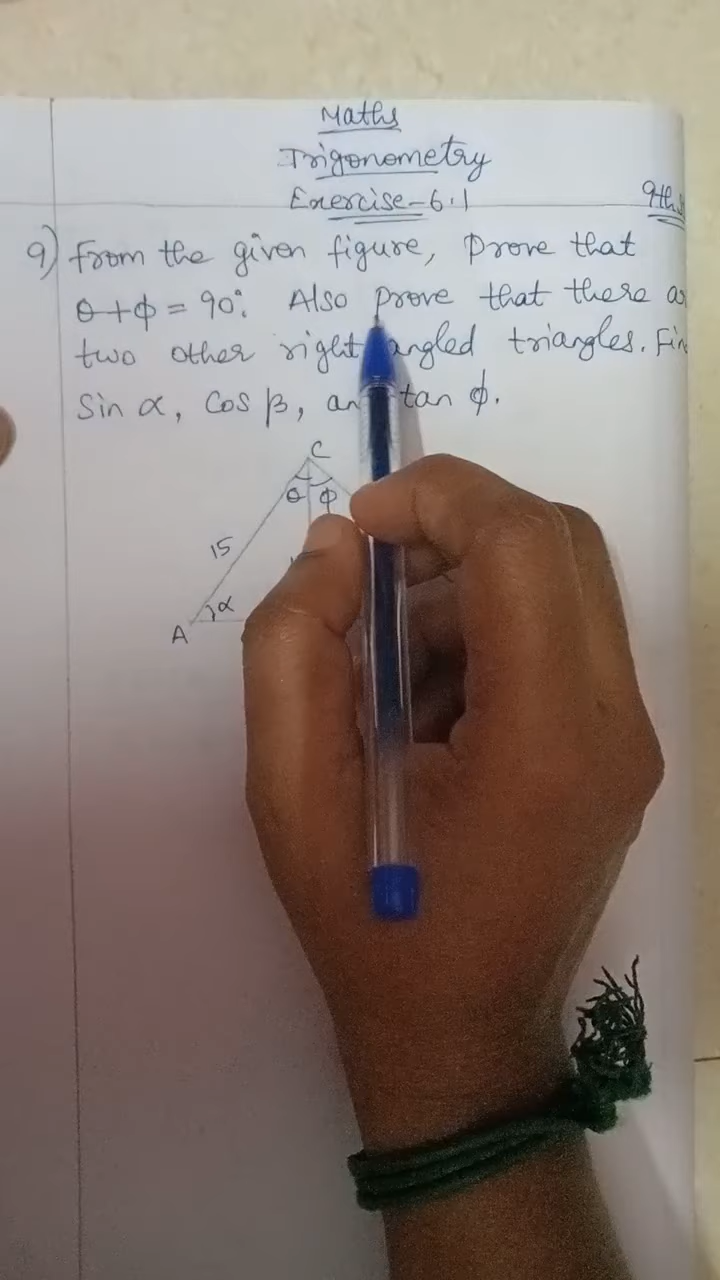 Maths
Trigonometry
Exercise-6.1
9th
9) From the given figure, prove that
θ+ϕ = 90°. Also prove that there
two other right angled triangles.
Sin α, Cos β, tan ϕ.
C
θ ϕ
15
α
A